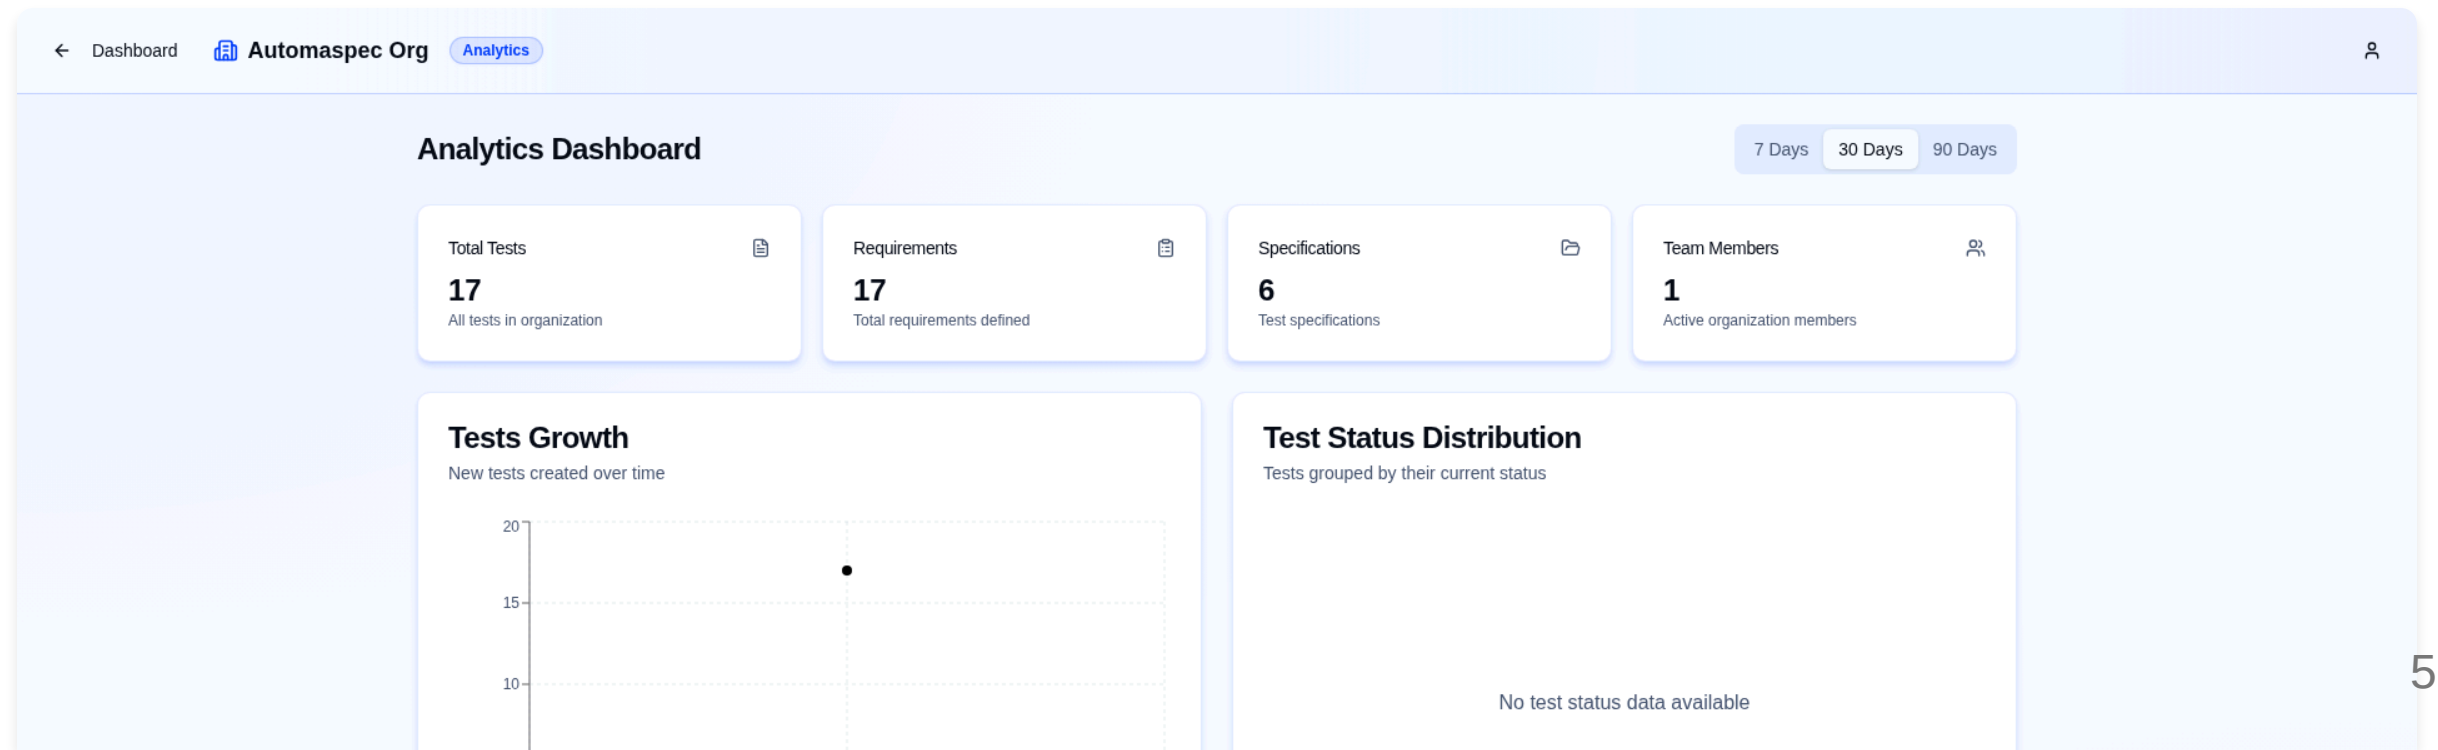 Dashboard Automaspec Org Analytics
Analytics Dashboard
7 Days 30 Days 90 Days
Total Tests
17
All tests in organization
Requirements
17
Total requirements defined
Specifications
6
Test specifications
Team Members
1
Active organization members
Tests Growth
New tests created over time
20
15
10
Test Status Distribution
Tests grouped by their current status
No test status data available
5